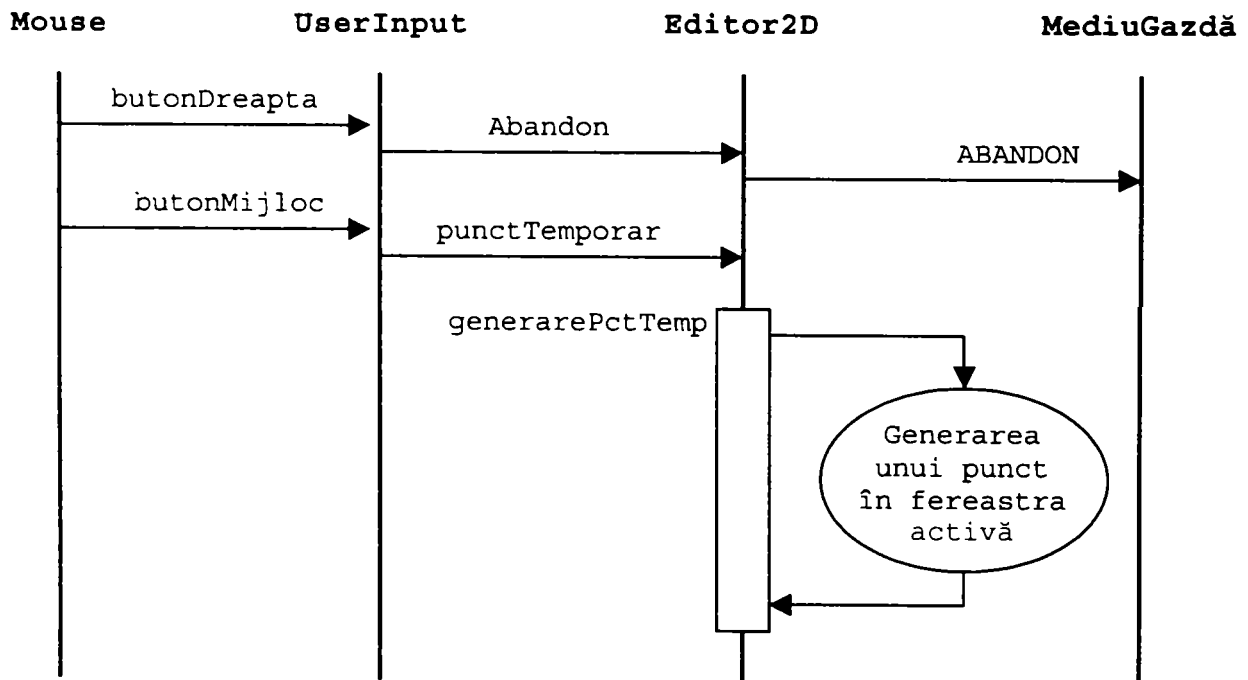 Mouse UserInput Editor2D MediuGazdă
butonDreapta
Abandon
ABANDON
butonMijloc
punctTemporar
generarePctTemp
Generarea
unui punct
în fereastra
activă